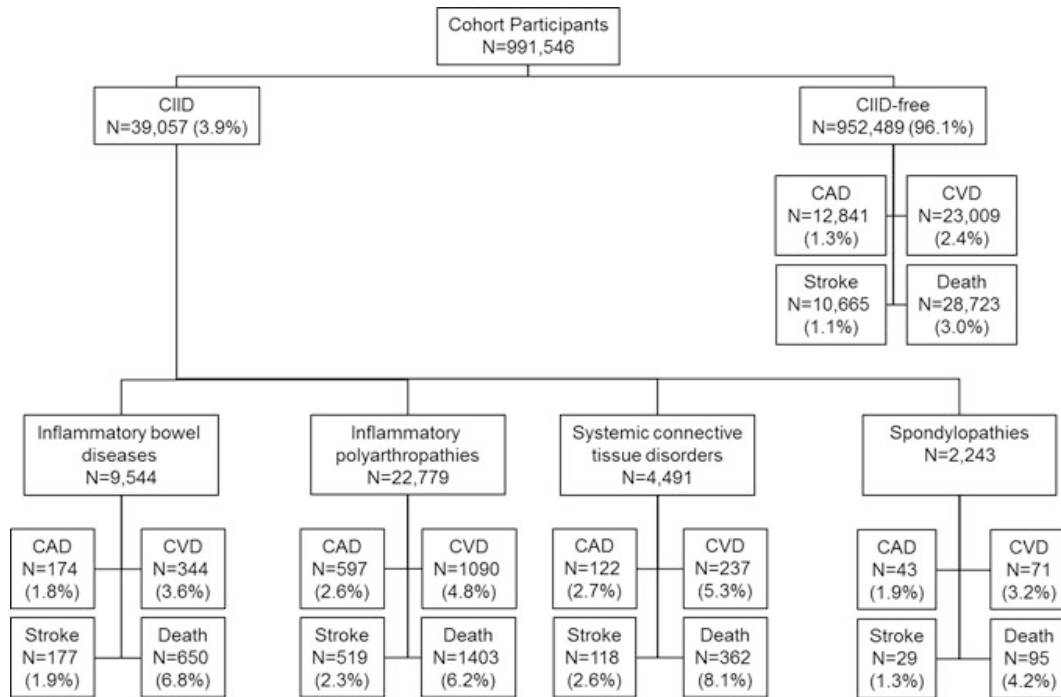 Cohort Participants
N=991,546
CIID
N=39,057 (3.9%)
CIID-free
N=952,489 (96.1%)
CAD
N=12,841
(1.3%)
CVD
N=23,009
(2.4%)
Stroke
N=10,665
(1.1%)
Death
N=28,723
(3.0%)
Inflammatory bowel
diseases
N=9,544
Inflammatory
polyarthropathies
N=22,779
Systemic connective
tissue disorders
N=4,491
Spondylopathies
N=2,243
CAD
N=174
(1.8%)
CVD
N=344
(3.6%)
Stroke
N=177
(1.9%)
Death
N=650
(6.8%)
CAD
N=597
(2.6%)
CVD
N=1090
(4.8%)
Stroke
N=519
(2.3%)
Death
N=1403
(6.2%)
CAD
N=122
(2.7%)
CVD
N=237
(5.3%)
Stroke
N=118
(2.6%)
Death
N=362
(8.1%)
CAD
N=43
(1.9%)
CVD
N=71
(3.2%)
Stroke
N=29
(1.3%)
Death
N=95
(4.2%)